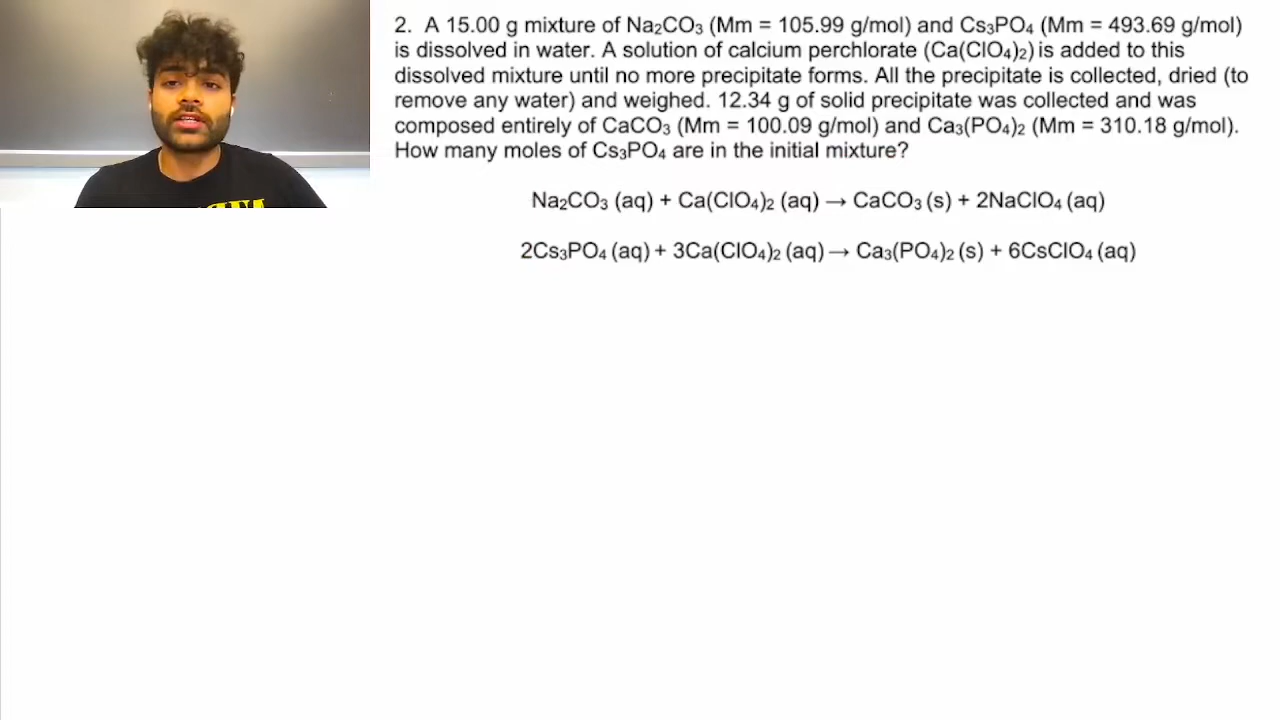 2.  A 15.00 g mixture of Na₂CO₃ (Mm = 105.99 g/mol) and Cs₃PO₄ (Mm = 493.69 g/mol)
is dissolved in water. A solution of calcium perchlorate (Ca(ClO₄)₂) is added to this
dissolved mixture until no more precipitate forms. All the precipitate is collected, dried (to
remove any water) and weighed. 12.34 g of solid precipitate was collected and was
composed entirely of CaCO₃ (Mm = 100.09 g/mol) and Ca₃(PO₄)₂ (Mm = 310.18 g/mol).
How many moles of Cs₃PO₄ are in the initial mixture?
Na₂CO₃ (aq) + Ca(ClO₄)₂ (aq) → CaCO₃ (s) + 2NaClO₄ (aq)
2Cs₃PO₄ (aq) + 3Ca(ClO₄)₂ (aq) → Ca₃(PO₄)₂ (s) + 6CsClO₄ (aq)